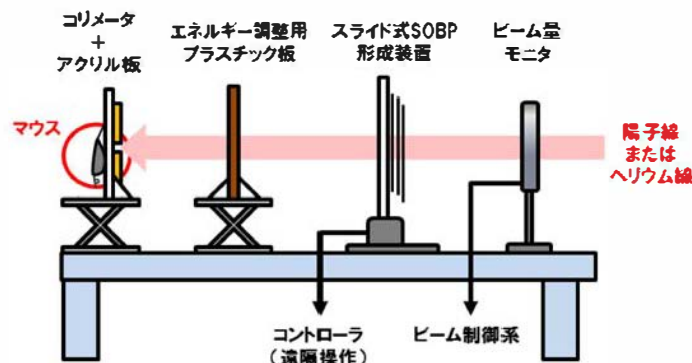 コリメータ
+
アクリル板
エネルギー調整用
プラスチック板
スライド式SOBP
形成装置
ビーム量
モニタ
マウス
陽子線
または
ヘリウム線
コントローラ
(遠隔操作)
ビーム制御系